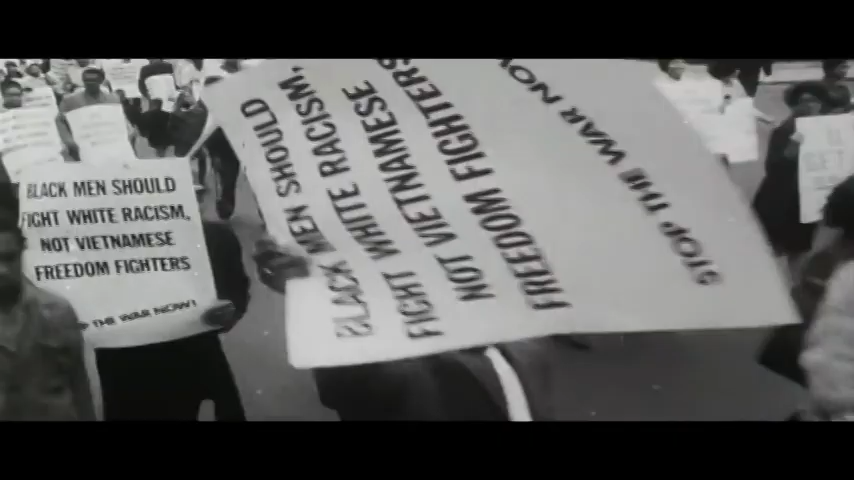 BLACK MEN SHOULD
FIGHT WHITE RACISM,
NOT VIETNAMESE
FREEDOM FIGHTERS
THE WAR NOW!
BLACK MEN SHOULD
FIGHT WHITE RACISM,
NOT VIETNAMESE
FREEDOM FIGHTERS
STOP THE WAR NOW